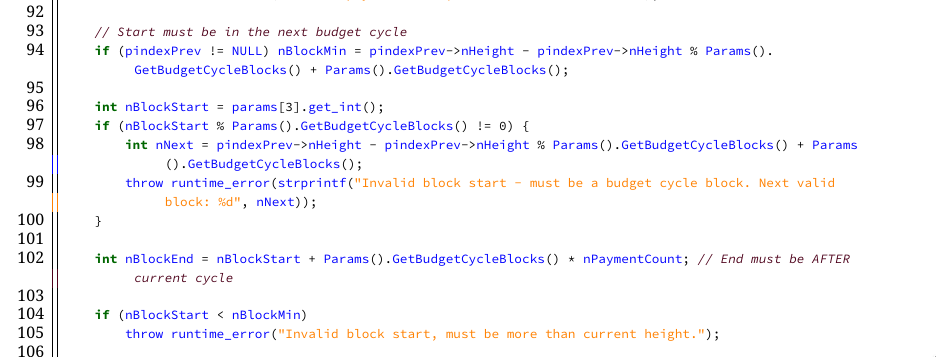 92
93 // Start must be in the next budget cycle
94 if (pindexPrev != NULL) nBlockMin = pindexPrev->nHeight - pindexPrev->nHeight % Params().
GetBudgetCycleBlocks() + Params().GetBudgetCycleBlocks();
95
96 int nBlockStart = params[3].get_int();
97 if (nBlockStart % Params().GetBudgetCycleBlocks() != 0) {
98 int nNext = pindexPrev->nHeight - pindexPrev->nHeight % Params().GetBudgetCycleBlocks() + Params
().GetBudgetCycleBlocks();
99 throw runtime_error(strprintf("Invalid block start - must be a budget cycle block. Next valid
block: %d", nNext));
100 }
101
102 int nBlockEnd = nBlockStart + Params().GetBudgetCycleBlocks() * nPaymentCount; // End must be AFTER
current cycle
103
104 if (nBlockStart < nBlockMin)
105 throw runtime_error("Invalid block start, must be more than current height.");
106